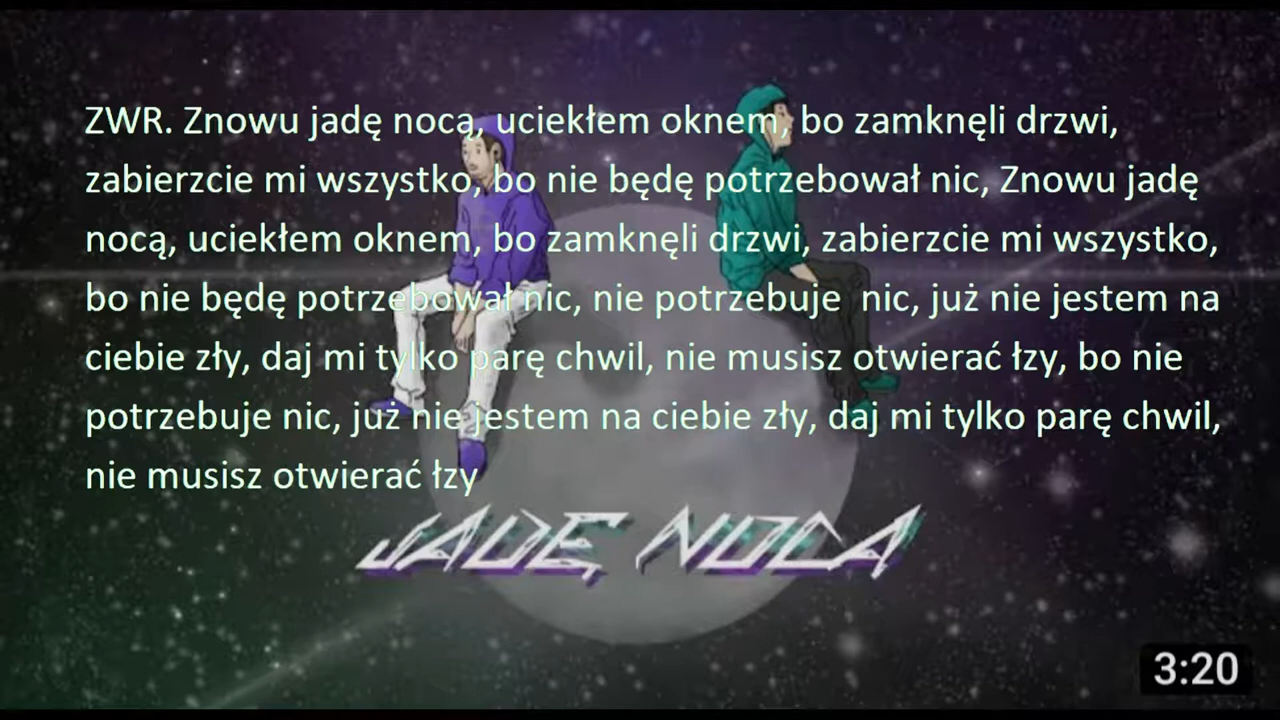 ZWR. Znowu jadę nocą, uciekłem oknem, bo zamknęli drzwi,
zabierzcie mi wszystko, bo nie będę potrzebował nic, Znowu jadę
nocą, uciekłem oknem, bo zamknęli drzwi, zabierzcie mi wszystko,
bo nie będę potrzebował nic, nie potrzebuje  nic, już nie jestem na
ciebie zły, daj mi tylko parę chwil, nie musisz otwierać łzy, bo nie
potrzebuje nic, już nie jestem na ciebie zły, daj mi tylko parę chwil,
nie musisz otwierać łzy
JADĘ NOCĄ
3:20